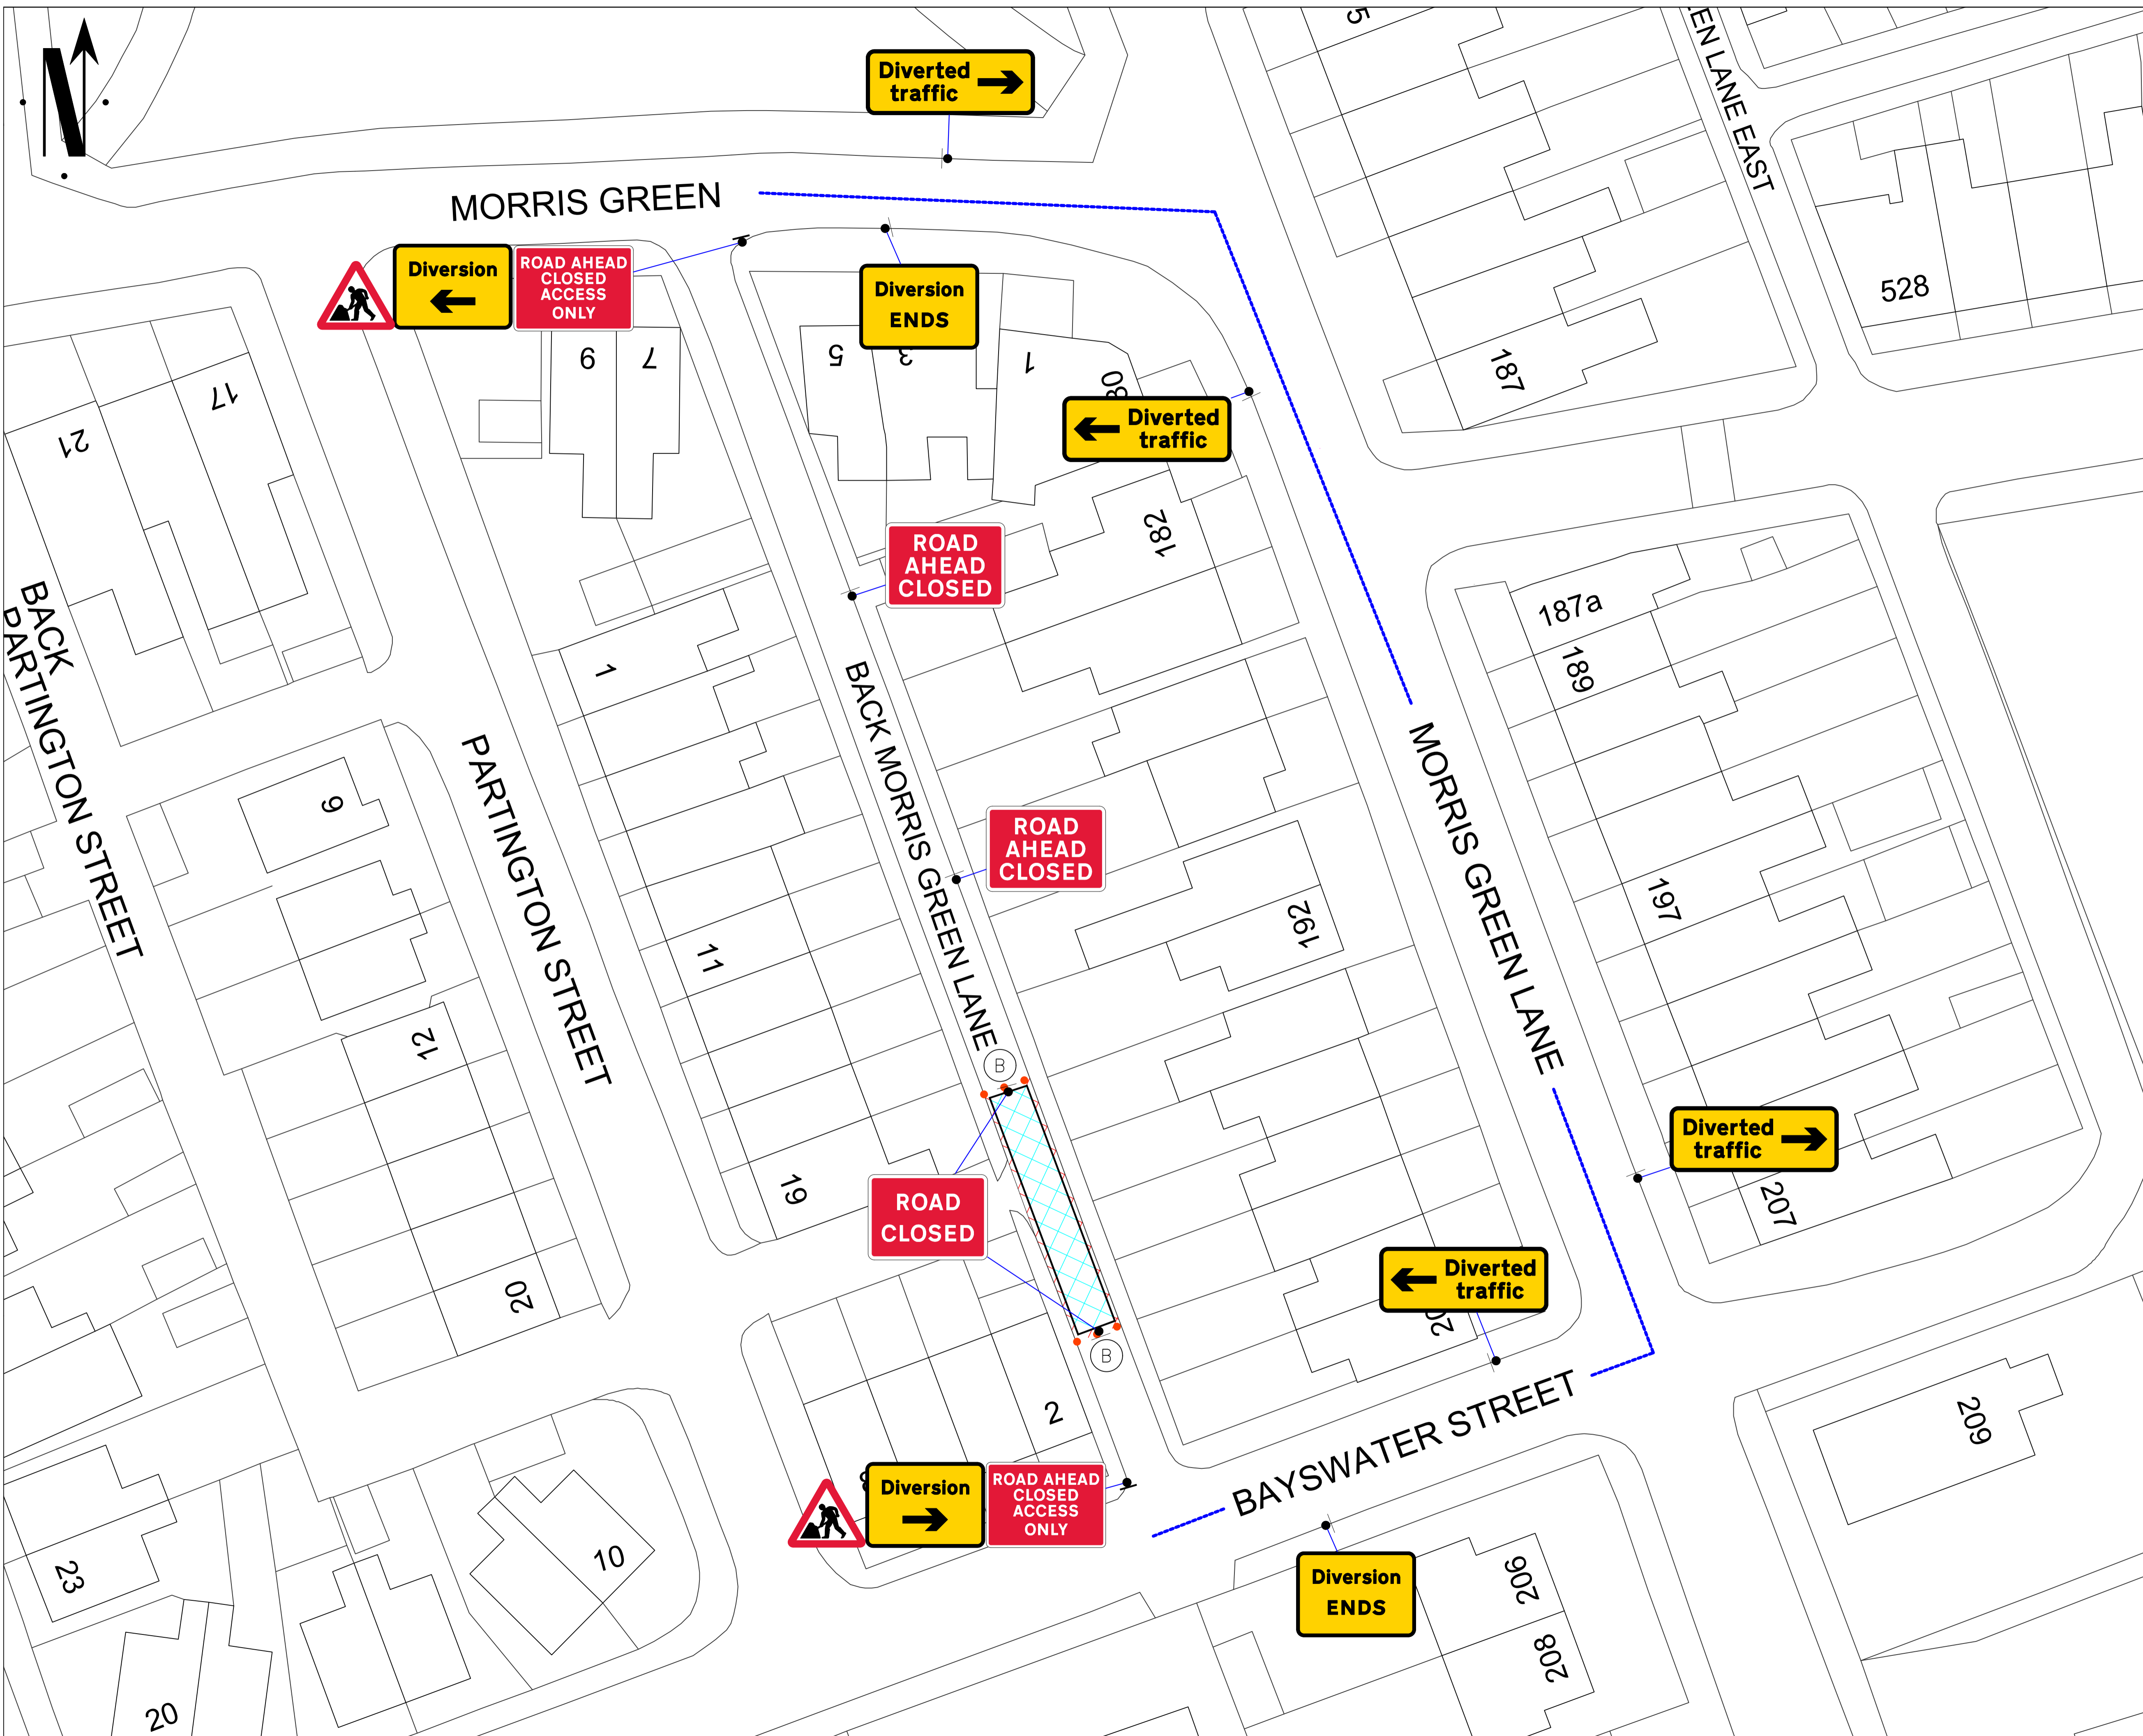 N
Diverted
traffic
MORRIS GREEN
Diversion
ROAD AHEAD
CLOSED
ACCESS
ONLY
Diversion
ENDS
5
528
187
17
21
9
7
5
3
1
Diverted
traffic
182
ROAD
AHEAD
CLOSED
187a
189
BACK
PARTINGTON STREET
1
9
PARTINGTON STREET
BACK MORRIS GREEN LANE
MORRIS GREEN LANE
ROAD
AHEAD
CLOSED
197
192
11
12
B
Diverted
traffic
207
19
ROAD
CLOSED
20
Diverted
traffic
B
2
BAYSWATER STREET
209
Diversion
ROAD AHEAD
CLOSED
ACCESS
ONLY
10
23
Diversion
ENDS
206
208
20